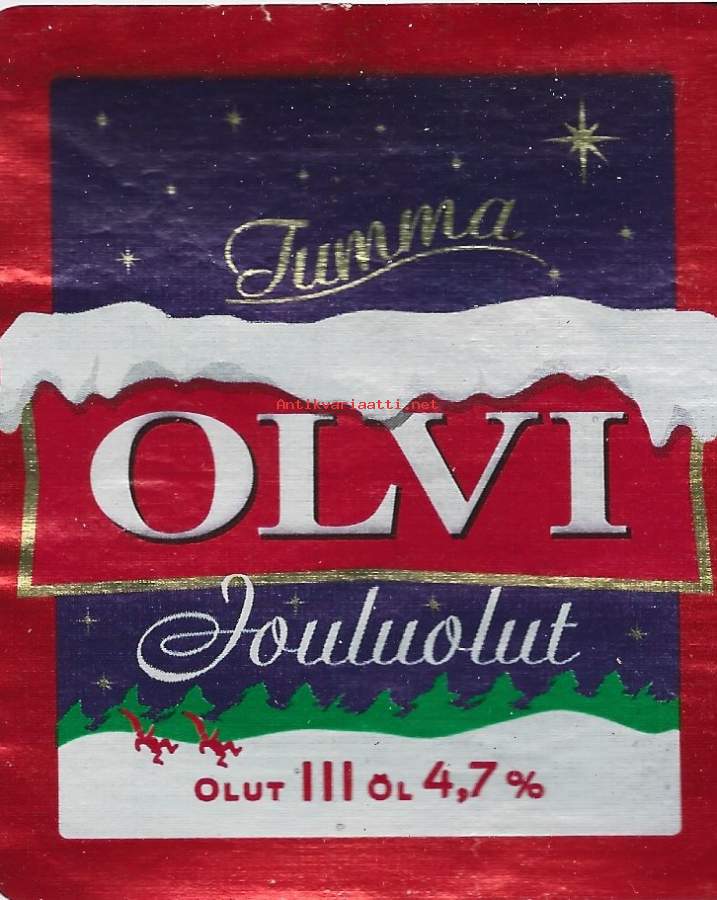 Tumma
Antikvariaatti.net
OLVI
Jouluolut
OLUT III ÖL 4,7 %